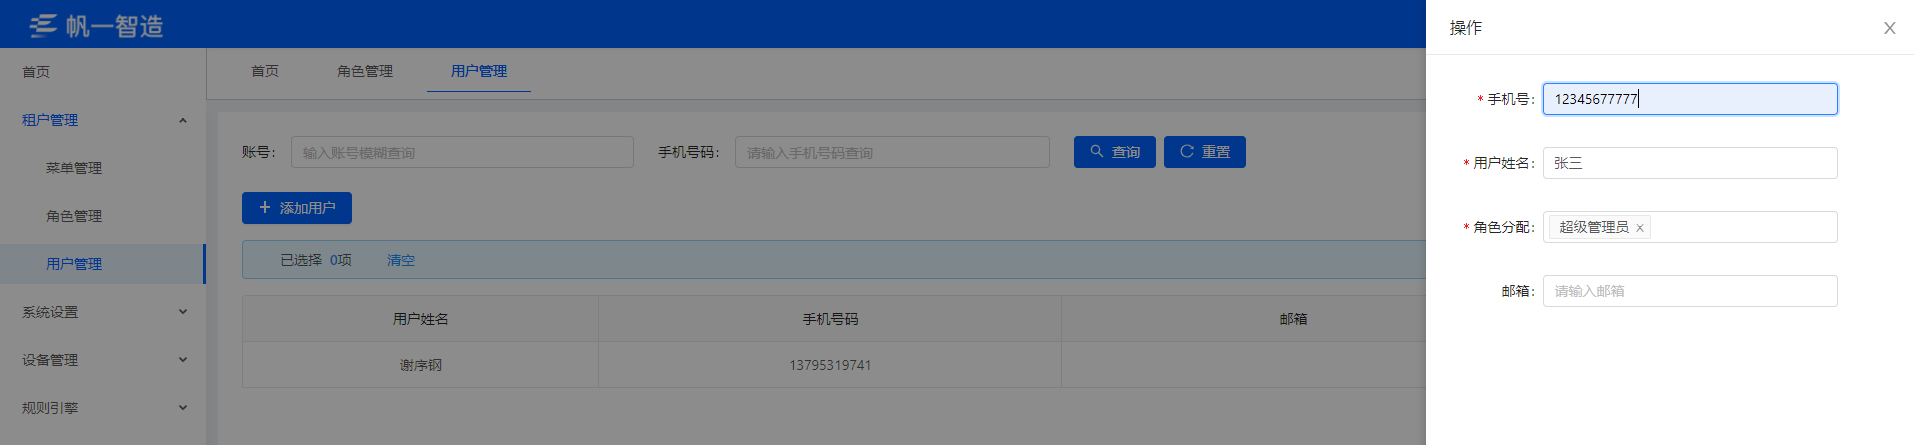 帆一智造
首页
租户管理
菜单管理
角色管理
用户管理
系统设置
设备管理
规则引擎
首页 角色管理 用户管理
账号: 输入账号模糊查询 手机号码: 请输入手机号码查询 查询 重置
添加用户
已选择 0项 清空
用户姓名 手机号码 邮箱
谢序钢 13795319741
操作 X
* 手机号: 12345677777
* 用户姓名: 张三
* 角色分配: 超级管理员 x
邮箱: 请输入邮箱